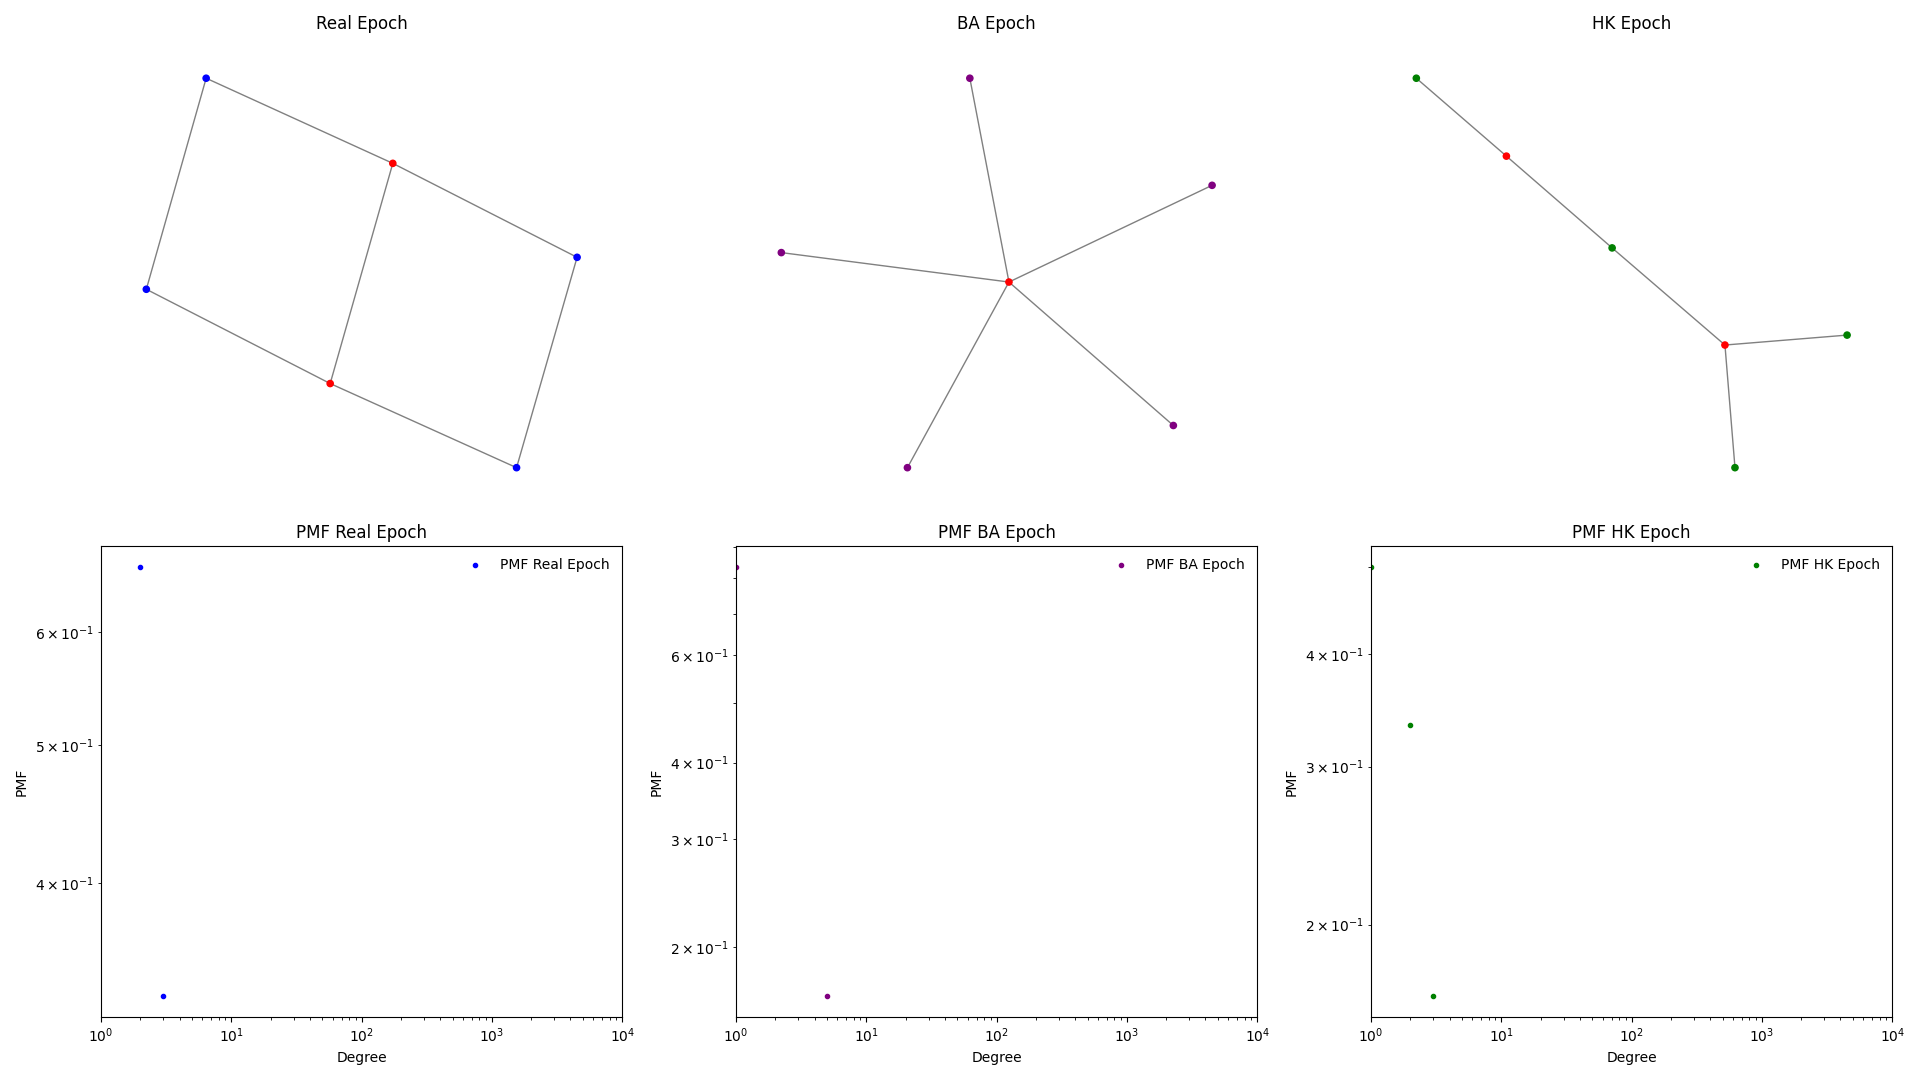 Real Epoch
BA Epoch
HK Epoch
PMF Real Epoch
PMF Real Epoch
6 × 10⁻¹
5 × 10⁻¹
4 × 10⁻¹
PMF
10⁰ 10¹ 10² 10³ 10⁴
Degree
PMF BA Epoch
PMF BA Epoch
6 × 10⁻¹
4 × 10⁻¹
3 × 10⁻¹
2 × 10⁻¹
PMF
10⁰ 10¹ 10² 10³ 10⁴
Degree
PMF HK Epoch
PMF HK Epoch
4 × 10⁻¹
3 × 10⁻¹
2 × 10⁻¹
PMF
10⁰ 10¹ 10² 10³ 10⁴
Degree